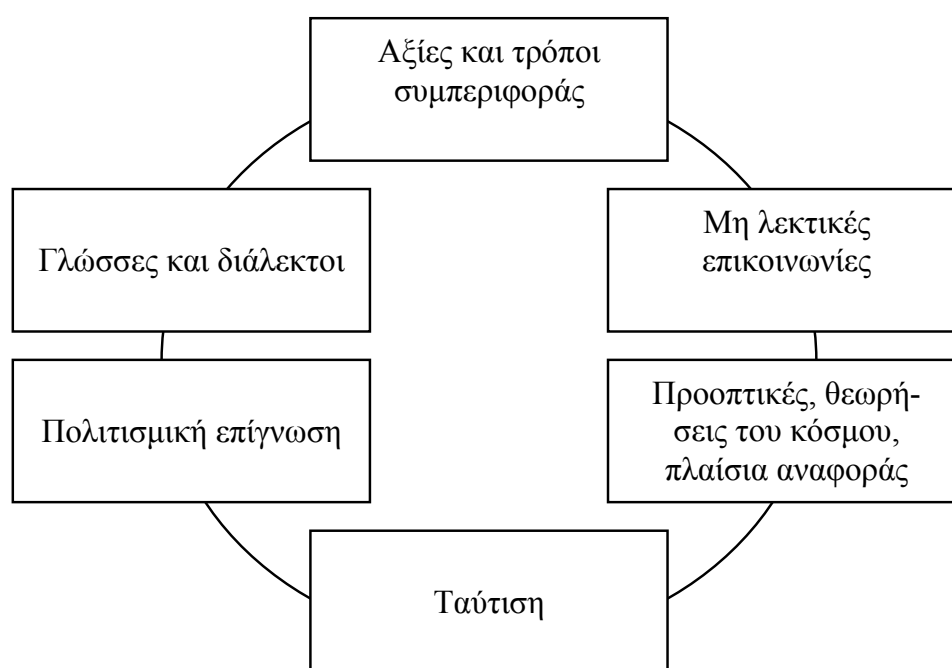 Αξίες και τρόποι
συμπεριφοράς
Γλώσσες και διάλεκτοι
Μη λεκτικές
επικοινωνίες
Πολιτισμική επίγνωση
Προοπτικές, θεωρή-
σεις του κόσμου,
πλαίσια αναφοράς
Ταύτιση